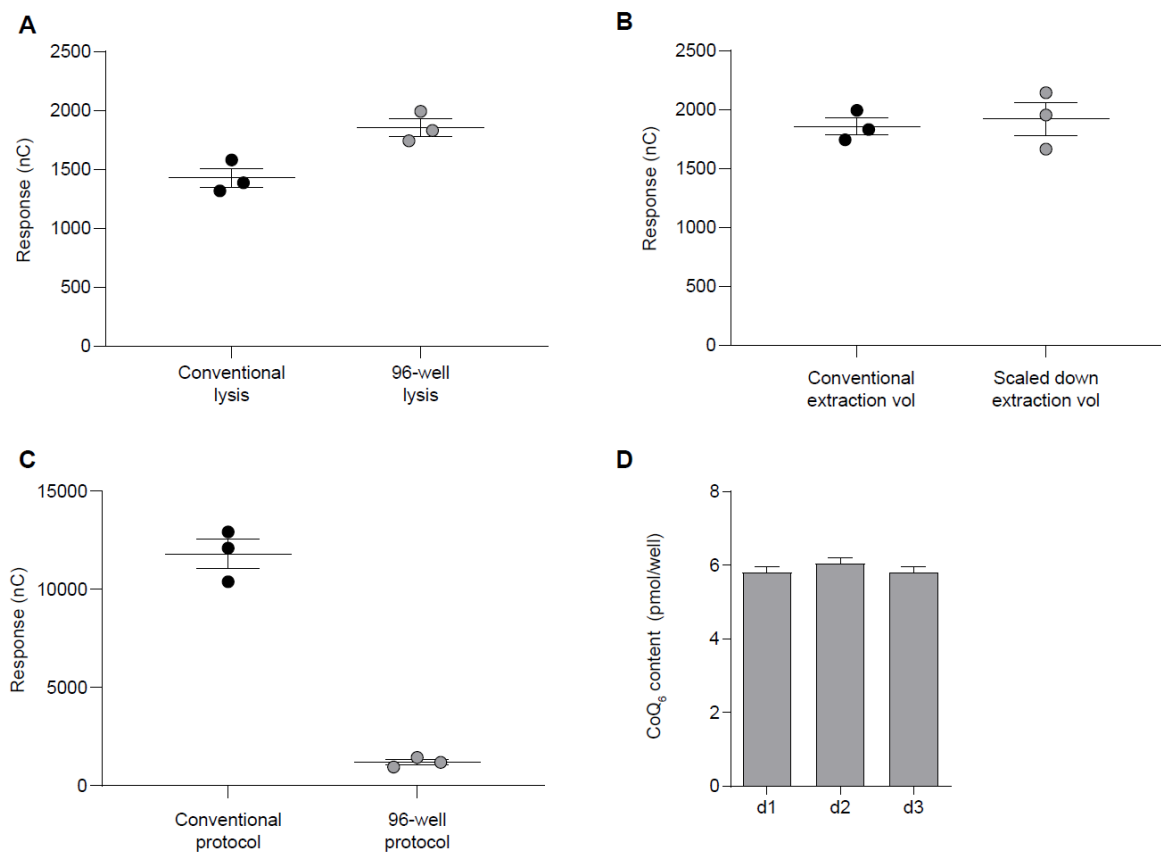 A
Response (nC)
2500
2000
1500
1000
500
0
Conventional
lysis
96-well
lysis
B
Response (nC)
2500
2000
1500
1000
500
0
Conventional
extraction vol
Scaled down
extraction vol
C
Response (nC)
15000
10000
5000
0
Conventional
protocol
96-well
protocol
D
CoQ6 content (pmol/well)
8
6
4
2
0
d1
d2
d3